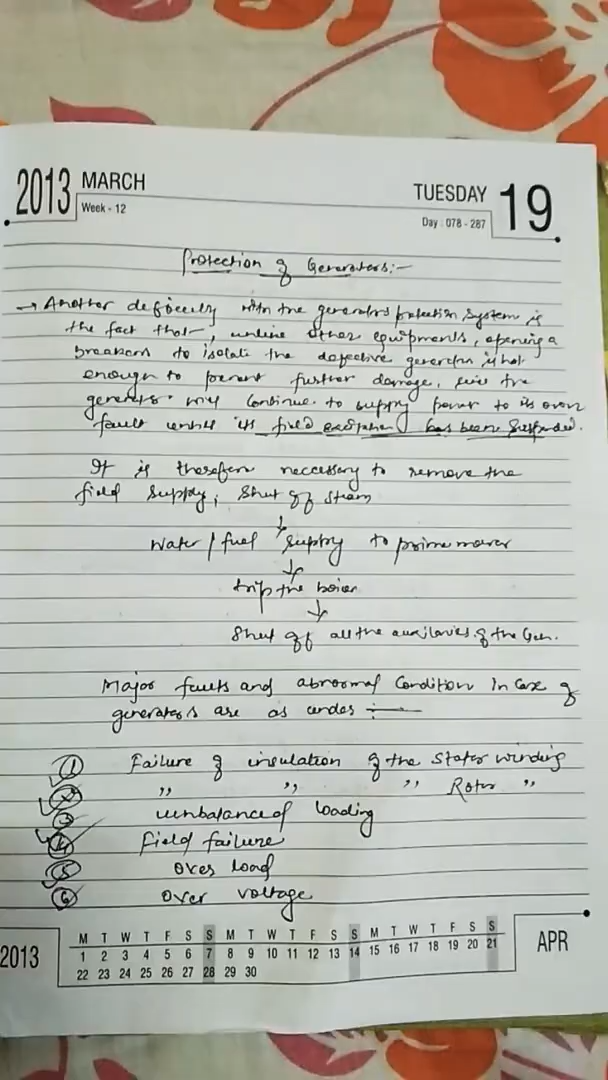 2013 MARCH
Week - 12
TUESDAY 19
Day : 078 - 287
Protection of Generators:-
→ Another deficulty with the generators protection system is
the fact that, unlike other equipments, opening a
breakers to isolate the defective generator is not
enough to prevent further damage, since the
generator will continue to supply power to its own
fault until its field excitation has been suspended.
It is therefore neccessary to remove the
field supply, shut off steam
↓
water / fuel supply to prime mover
↓
trip the boiler
↓
Shut off all the auxilaries of the Gen.
Major faults and abnormal Condition in case of
generators are as under :—
① Failure of insulation of the stator winding
② ,, ,, ,, Rotor ,,
③ unbalance of loading
④ field failure
⑤ over load
⑥ over voltage
2013
M T W T F S S M T W T F S S M T W T F S S
1 2 3 4 5 6 7 8 9 10 11 12 13 14 15 16 17 18 19 20 21
22 23 24 25 26 27 28 29 30
APR